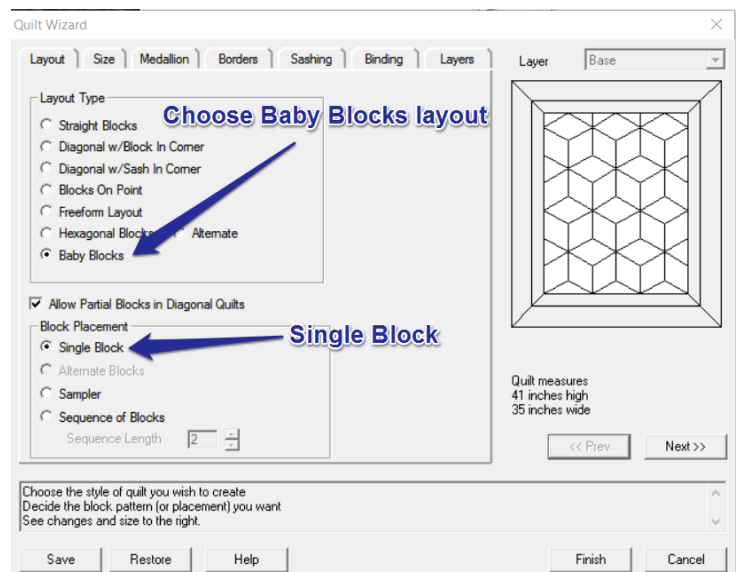 Quilt Wizard
Layout Size Medallion Borders Sashing Binding Layers
Layer Base
Layout Type
Choose Baby Blocks layout
Straight Blocks
Diagonal w/Block In Corner
Diagonal w/Sash In Corner
Blocks On Point
Freeform Layout
Hexagonal Blocks Alternate
Baby Blocks
Allow Partial Blocks in Diagonal Quilts
Block Placement
Single Block
Single Block
Alternate Blocks
Sampler
Sequence of Blocks
Sequence Length 2
Quilt measures
41 inches high
35 inches wide
<< Prev Next >>
Choose the style of quilt you wish to create
Decide the block pattern (or placement) you want
See changes and size to the right.
Save Restore Help Finish Cancel